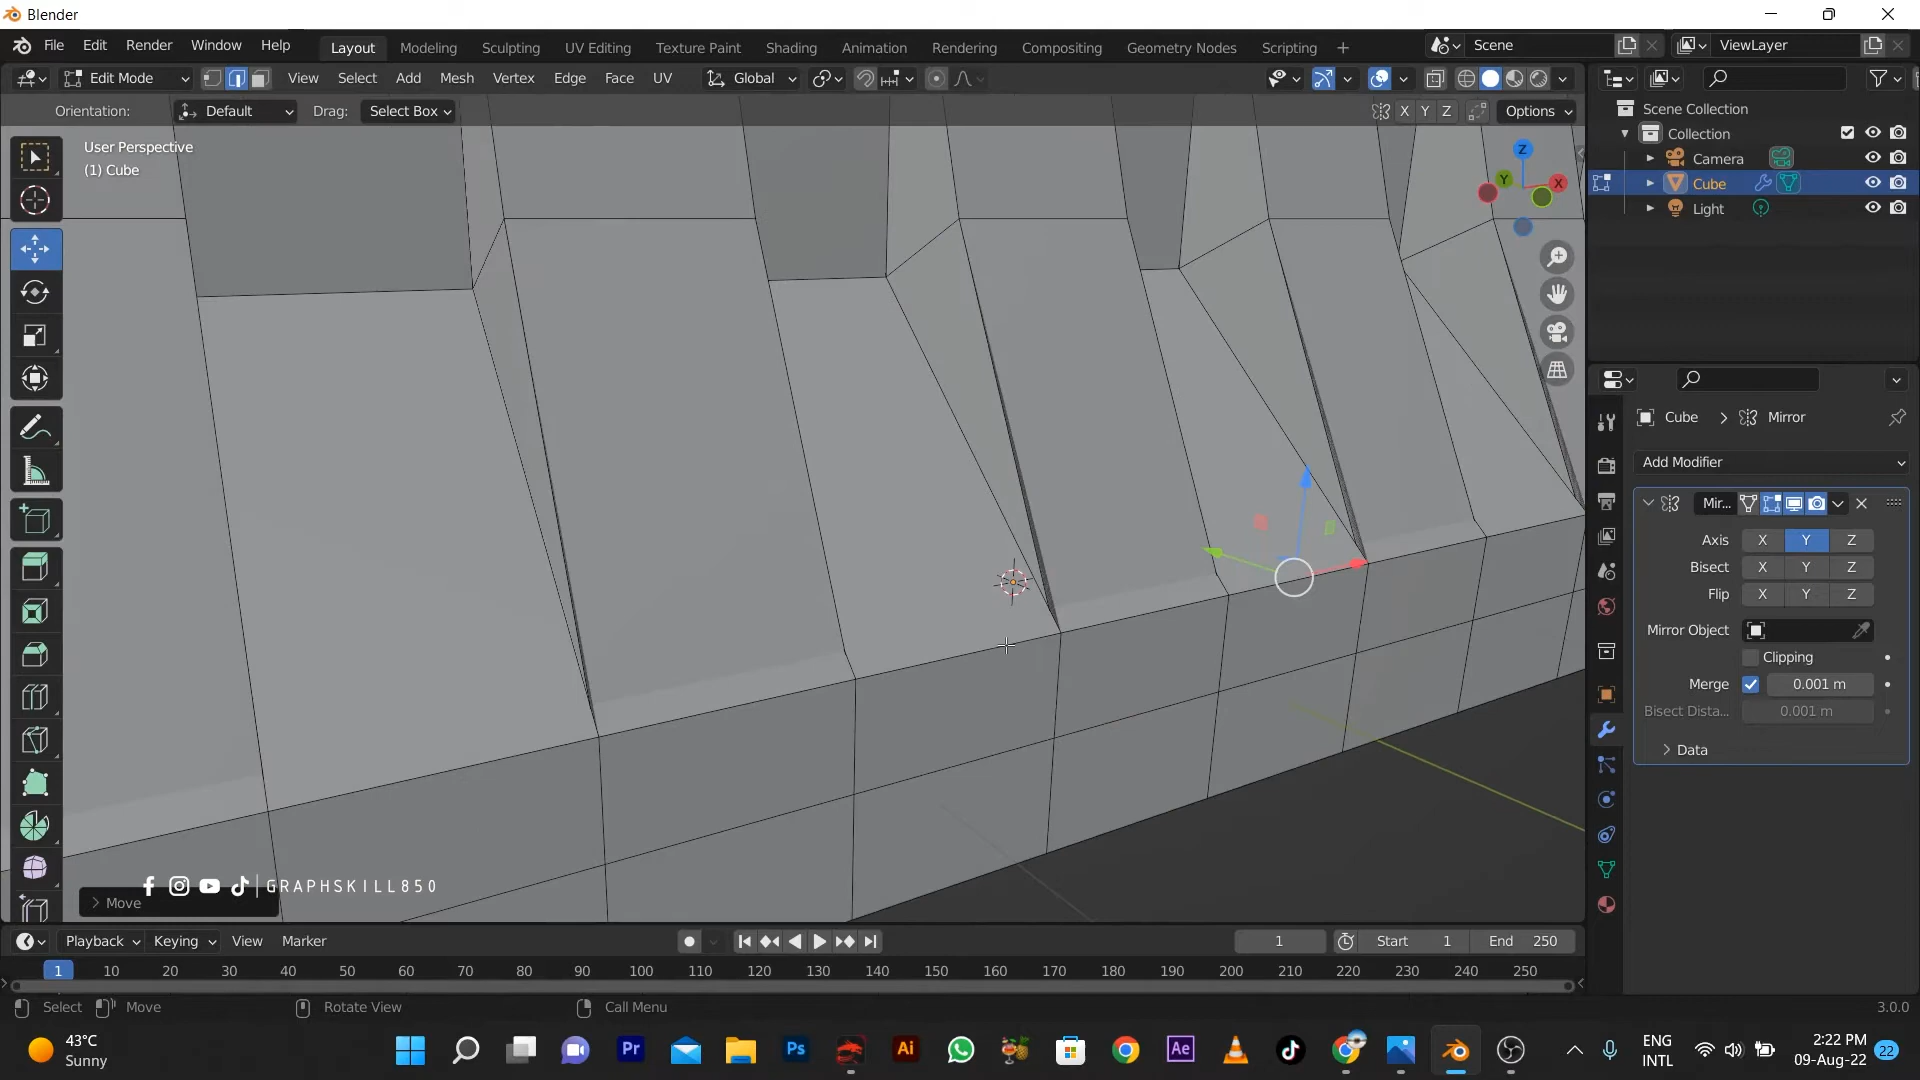 Blender
File Edit Render Window Help Layout Modeling Sculpting UV Editing Texture Paint Shading Animation Rendering Compositing Geometry Nodes Scripting + Scene ViewLayer
Edit Mode View Select Add Mesh Vertex Edge Face UV Global
Orientation: Default Drag: Select Box X Y Z Options
User Perspective
(1) Cube
Z
Y
X
Scene Collection
Collection
Camera
Cube
Light
Cube > Mirror
Add Modifier
Mir...
Axis X Y Z
Bisect X Y Z
Flip X Y Z
Mirror Object
Clipping
Merge 0.001 m
Bisect Dista... 0.001 m
Data
GRAPHSKILL850
Move
Playback Keying View Marker 1 Start 1 End 250
1 10 20 30 40 50 60 70 80 90 100 110 120 130 140 150 160 170 180 190 200 210 220 230 240 250
Select Move Rotate View Call Menu 3.0.0
43°C
Sunny
Pr Ps Ai Ae
ENG
INTL
2:22 PM
09-Aug-22
22